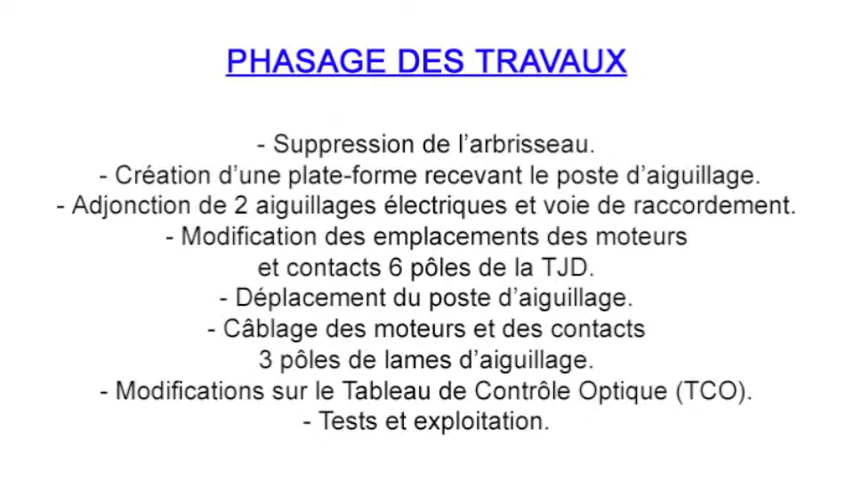 PHASAGE DES TRAVAUX
- Suppression de l’arbrisseau.
- Création d’une plate-forme recevant le poste d’aiguillage.
- Adjonction de 2 aiguillages électriques et voie de raccordement.
- Modification des emplacements des moteurs
et contacts 6 pôles de la TJD.
- Déplacement du poste d’aiguillage.
- Câblage des moteurs et des contacts
3 pôles de lames d’aiguillage.
- Modifications sur le Tableau de Contrôle Optique (TCO).
- Tests et exploitation.